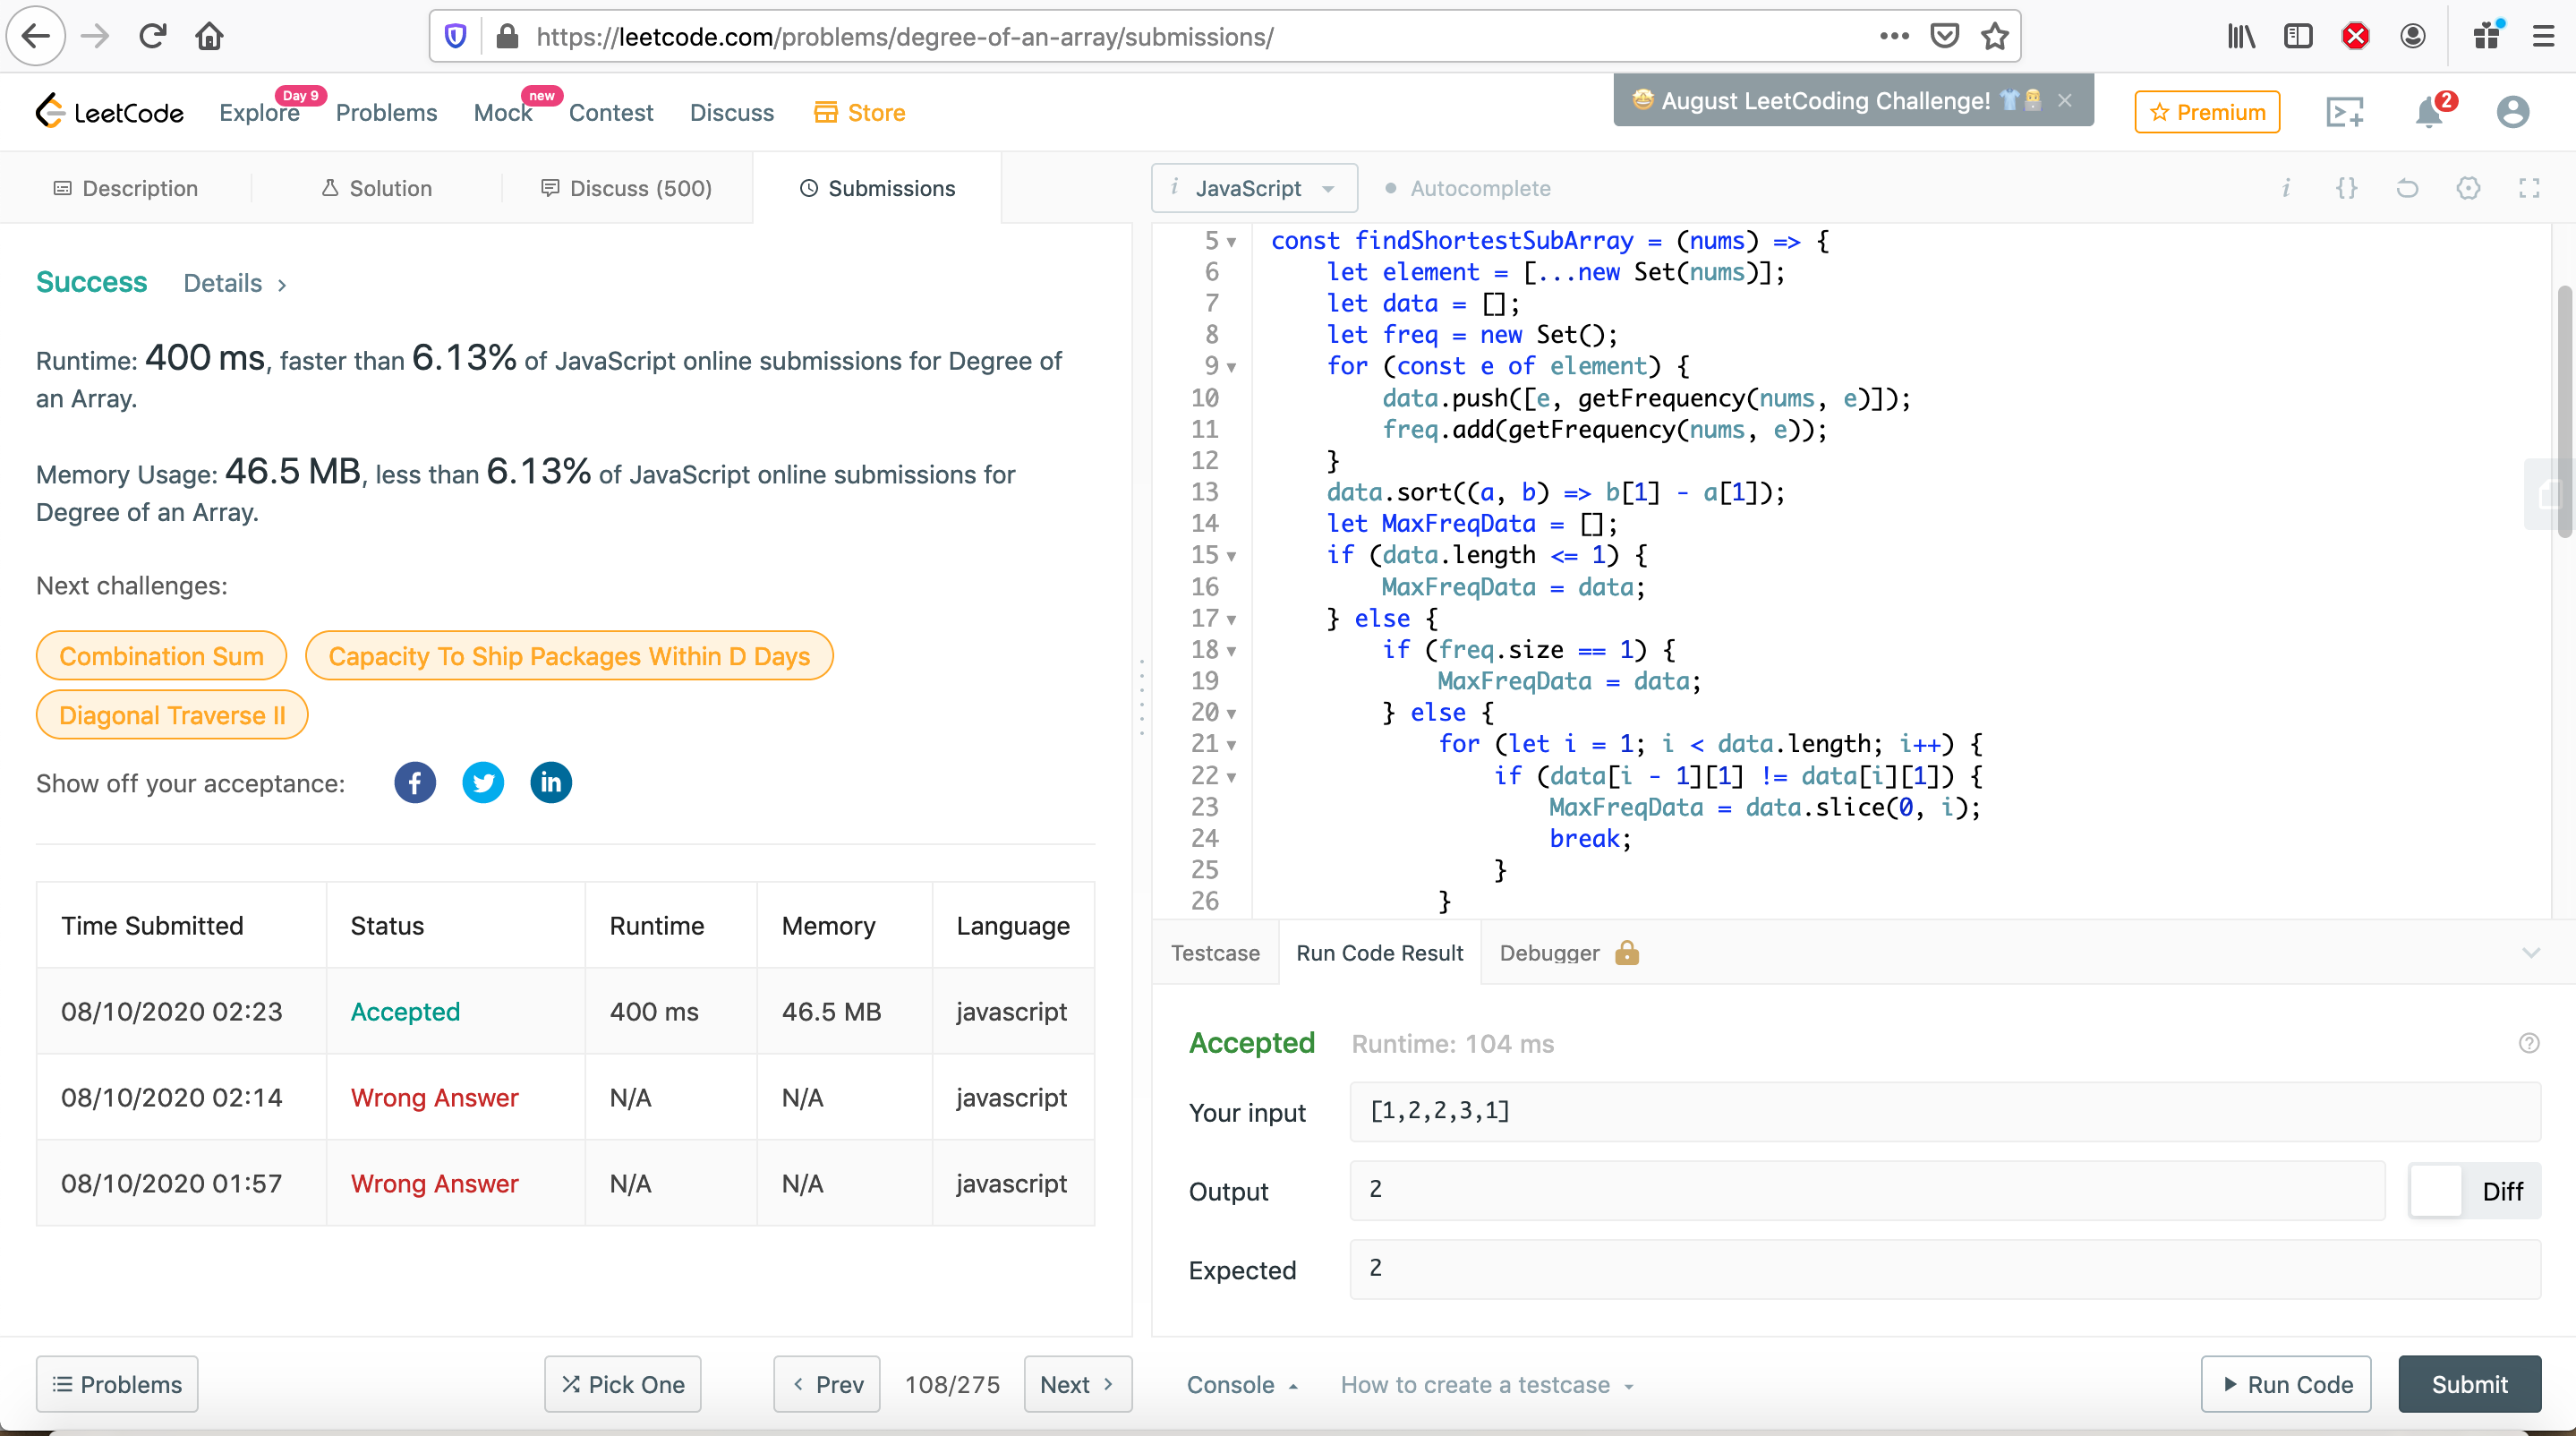 https://leetcode.com/problems/degree-of-an-array/submissions/
LeetCode Explore Day 9 Problems Mock new Contest Discuss Store August LeetCoding Challenge! Premium 2
Description Solution Discuss (500) Submissions
Success Details
Runtime: 400 ms, faster than 6.13% of JavaScript online submissions for Degree of
an Array.
Memory Usage: 46.5 MB, less than 6.13% of JavaScript online submissions for
Degree of an Array.
Next challenges:
Combination Sum Capacity To Ship Packages Within D Days
Diagonal Traverse II
Show off your acceptance:
Time Submitted Status Runtime Memory Language
08/10/2020 02:23 Accepted 400 ms 46.5 MB javascript
08/10/2020 02:14 Wrong Answer N/A N/A javascript
08/10/2020 01:57 Wrong Answer N/A N/A javascript
Problems Pick One Prev 108/275 Next
i JavaScript Autocomplete i {}
5 const findShortestSubArray = (nums) => {
6 let element = [...new Set(nums)];
7 let data = [];
8 let freq = new Set();
9 for (const e of element) {
10 data.push([e, getFrequency(nums, e)]);
11 freq.add(getFrequency(nums, e));
12 }
13 data.sort((a, b) => b[1] - a[1]);
14 let MaxFreqData = [];
15 if (data.length <= 1) {
16 MaxFreqData = data;
17 } else {
18 if (freq.size == 1) {
19 MaxFreqData = data;
20 } else {
21 for (let i = 1; i < data.length; i++) {
22 if (data[i - 1][1] != data[i][1]) {
23 MaxFreqData = data.slice(0, i);
24 break;
25 }
26 }
Testcase Run Code Result Debugger
Accepted Runtime: 104 ms
Your input [1,2,2,3,1]
Output 2 Diff
Expected 2
Console How to create a testcase Run Code Submit